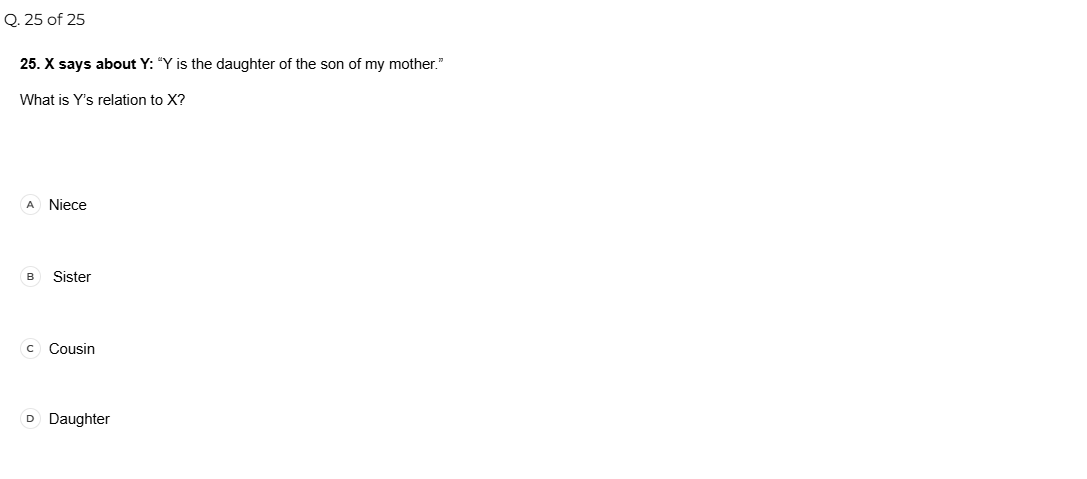 Q. 25 of 25
25. X says about Y: “Y is the daughter of the son of my mother.”
What is Y's relation to X?
A Niece
B Sister
C Cousin
D Daughter